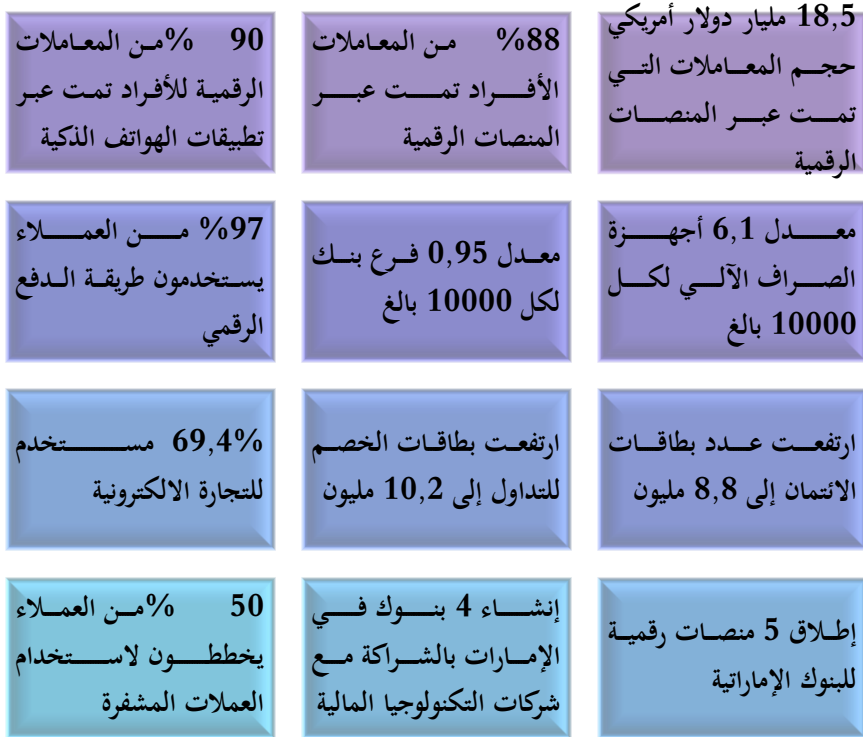 18,5 مليار دولار أمريكي
حجم المعاملات التي
تمت عبر المنصات
الرقمية
%88 من المعاملات
الأفراد تمت عبر
المنصات الرقمية
90 %من المعاملات
الرقمية للأفراد تمت عبر
تطبيقات الهواتف الذكية
معدل 6,1 أجهزة
الصراف الآلي لكل
10000 بالغ
معدل 0,95 فرع بنك
لكل 10000 بالغ
%97 من العملاء
يستخدمون طريقة الدفع
الرقمي
ارتفعت عدد بطاقات
الائتمان إلى 8,8 مليون
ارتفعت بطاقات الخصم
للتداول إلى 10,2 مليون
69,4% مستخدم
للتجارة الالكترونية
إطلاق 5 منصات رقمية
للبنوك الإماراتية
إنشاء 4 بنوك في
الإمارات بالشراكة مع
شركات التكنولوجيا المالية
50 %من العملاء
يخططون لاستخدام
العملات المشفرة